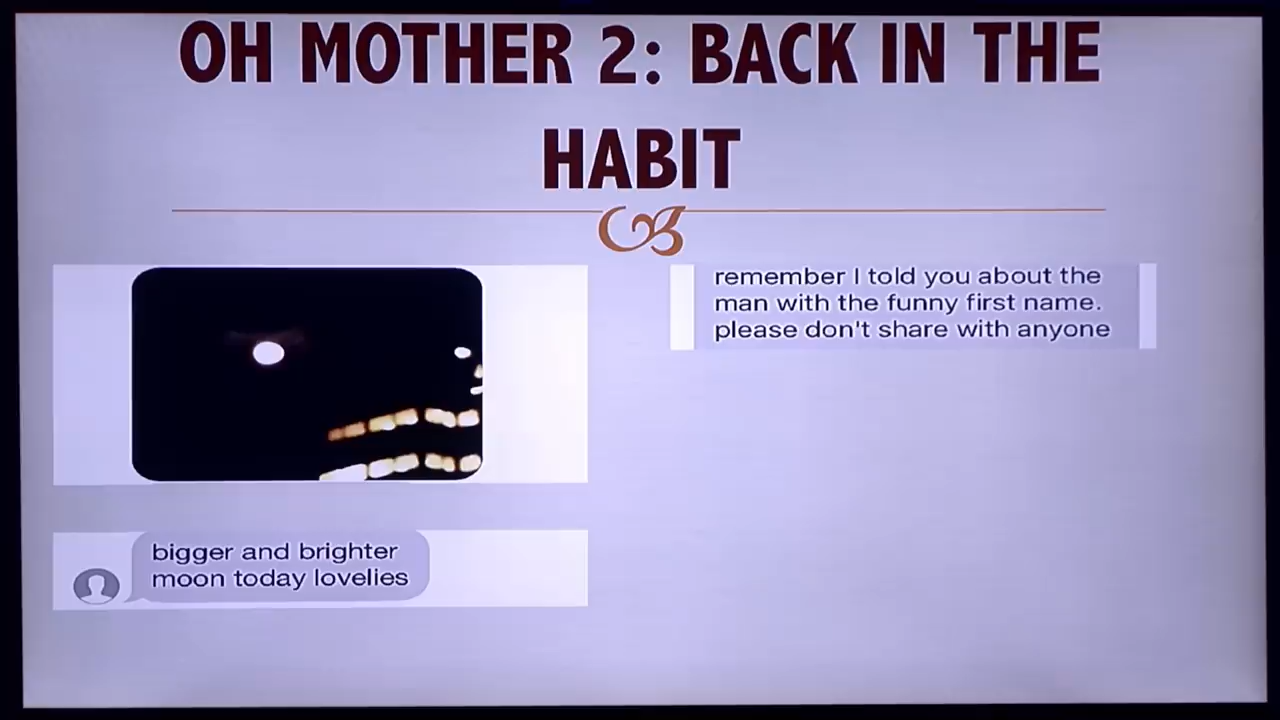 OH MOTHER 2: BACK IN THE
HABIT
bigger and brighter
moon today lovelies
remember I told you about the
man with the funny first name.
please don't share with anyone